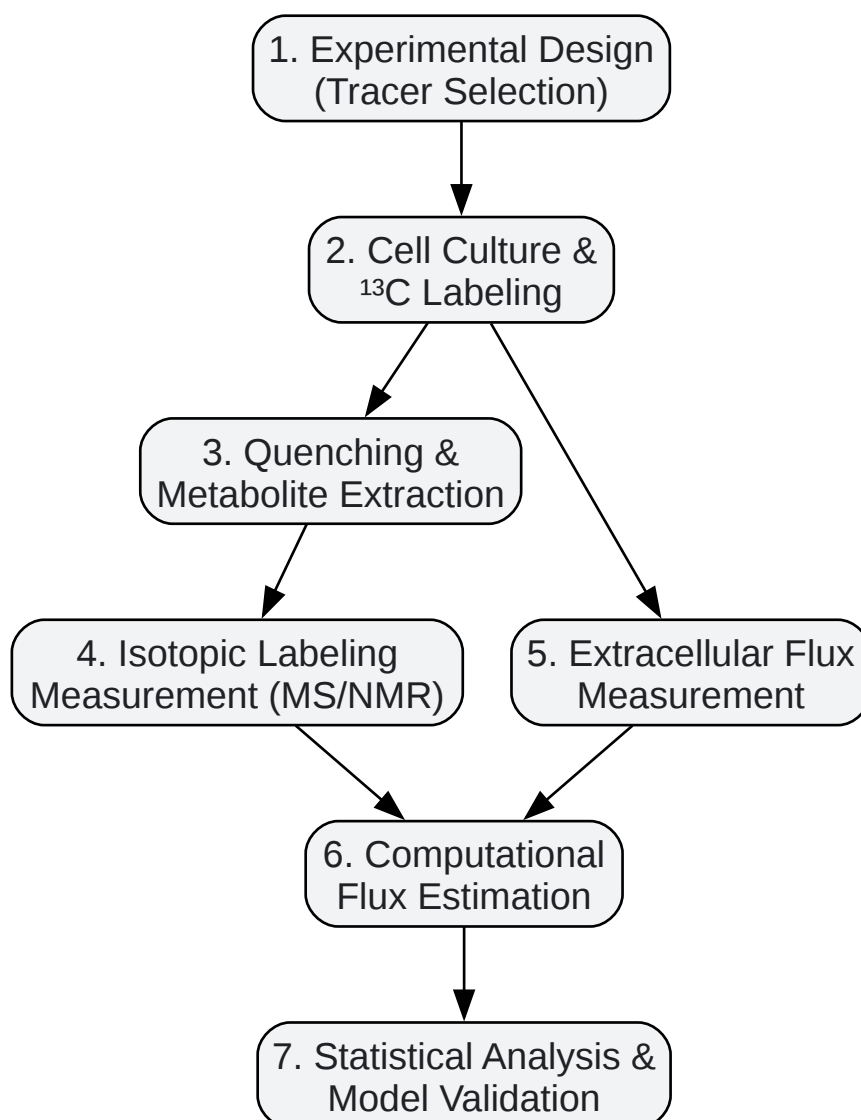 1. Experimental Design
(Tracer Selection)
2. Cell Culture &
¹³C Labeling
3. Quenching &
Metabolite Extraction
4. Isotopic Labeling
Measurement (MS/NMR)
5. Extracellular Flux
Measurement
6. Computational
Flux Estimation
7. Statistical Analysis &
Model Validation